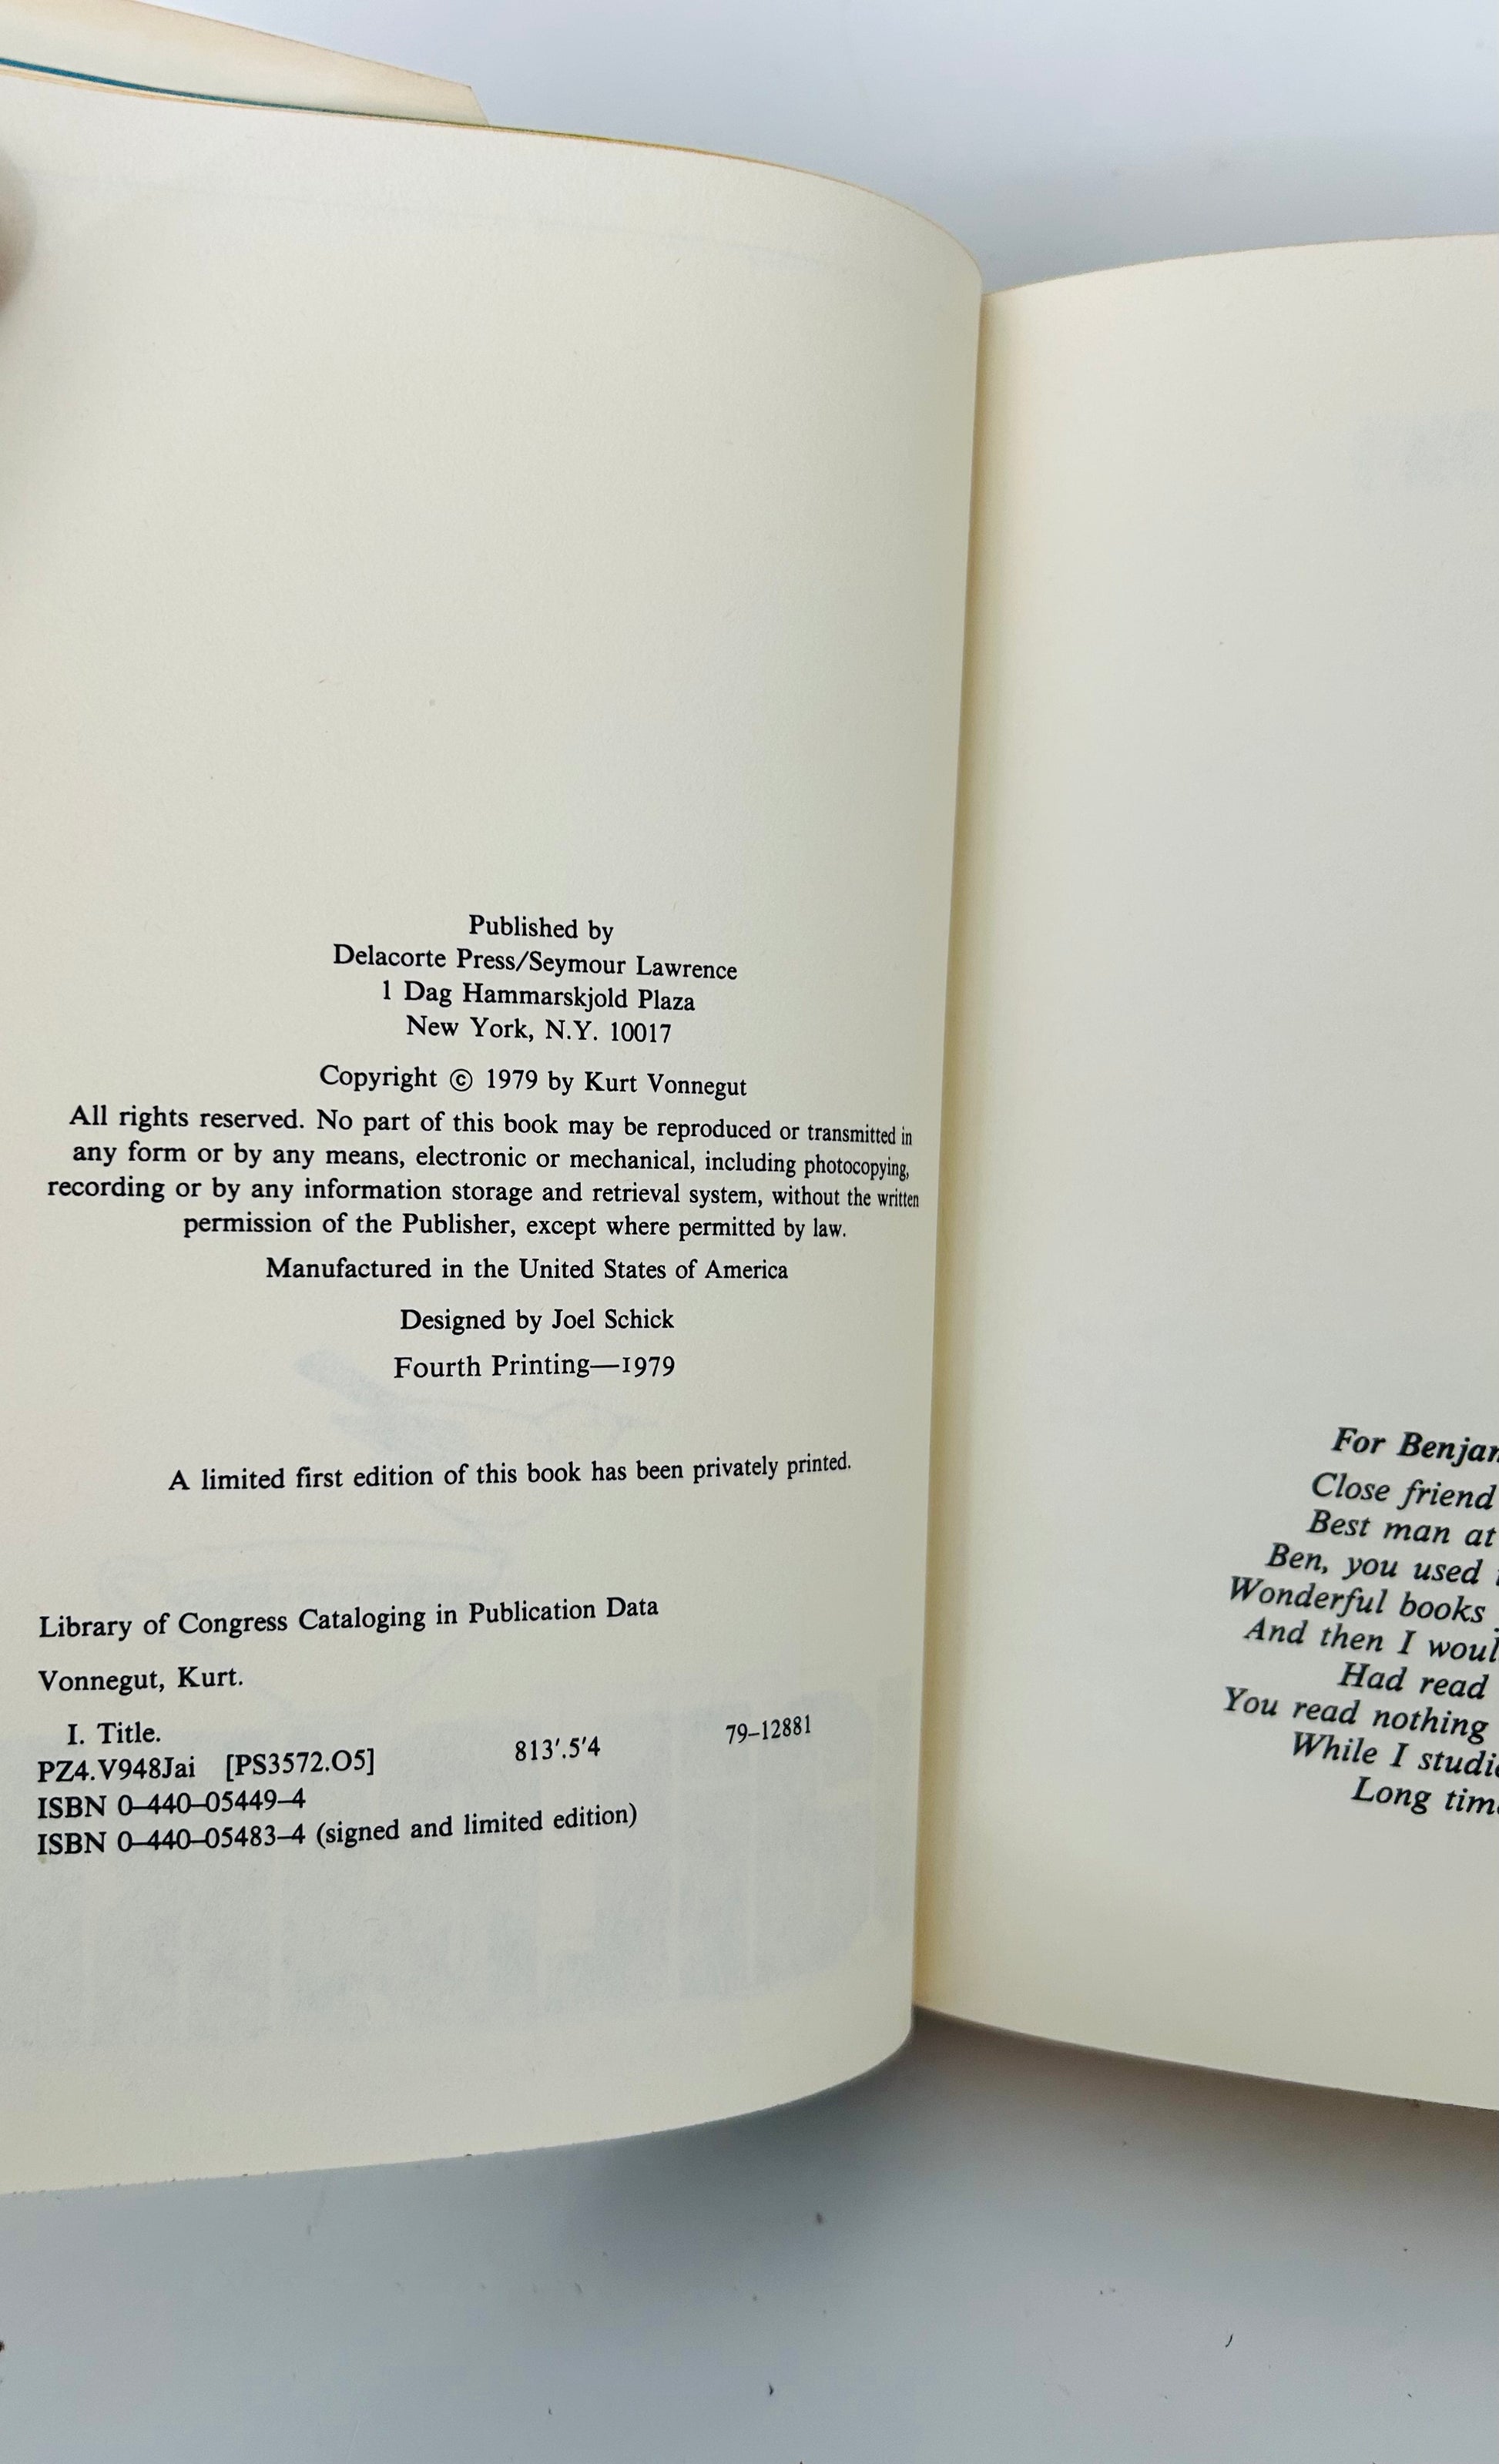 Published by
Delacorte Press/Seymour Lawrence
1 Dag Hammarskjold Plaza
New York, N.Y. 10017
Copyright © 1979 by Kurt Vonnegut
All rights reserved. No part of this book may be reproduced or transmitted in
any form or by any means, electronic or mechanical, including photocopying,
recording or by any information storage and retrieval system, without the written
permission of the Publisher, except where permitted by law.
Manufactured in the United States of America
Designed by Joel Schick
Fourth Printing—1979
A limited first edition of this book has been privately printed.
Library of Congress Cataloging in Publication Data
Vonnegut, Kurt.
I. Title.
PZ4.V948Jai [PS3572.O5] 813'.5'4 79–12881
ISBN 0–440–05449–4
ISBN 0–440–05483–4 (signed and limited edition)
For
Close friend
Best man at
Ben, you used
Wonderful books
And then I
Had read
You read nothing
While I
Long